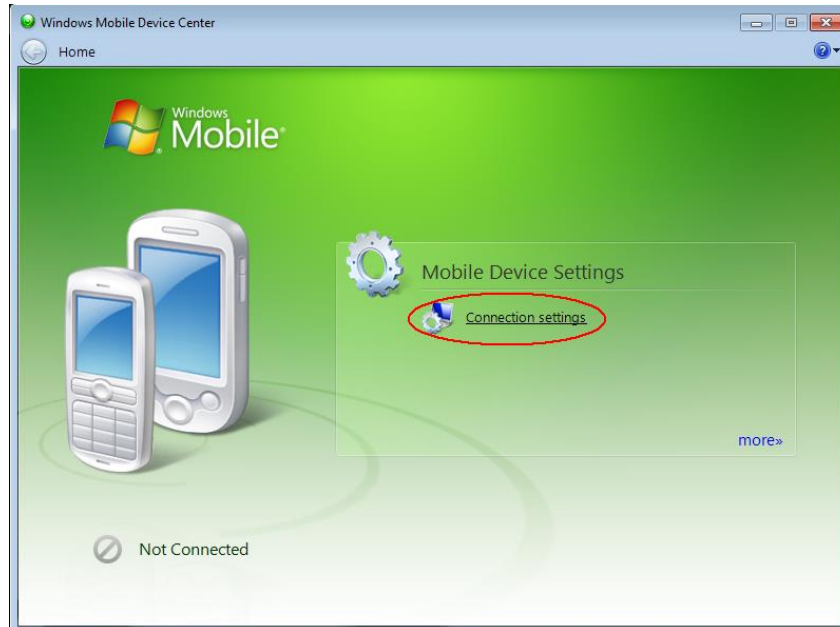 Windows Mobile Device Center
Home
Windows
Mobile®
Mobile Device Settings
Connection settings
more»
Not Connected